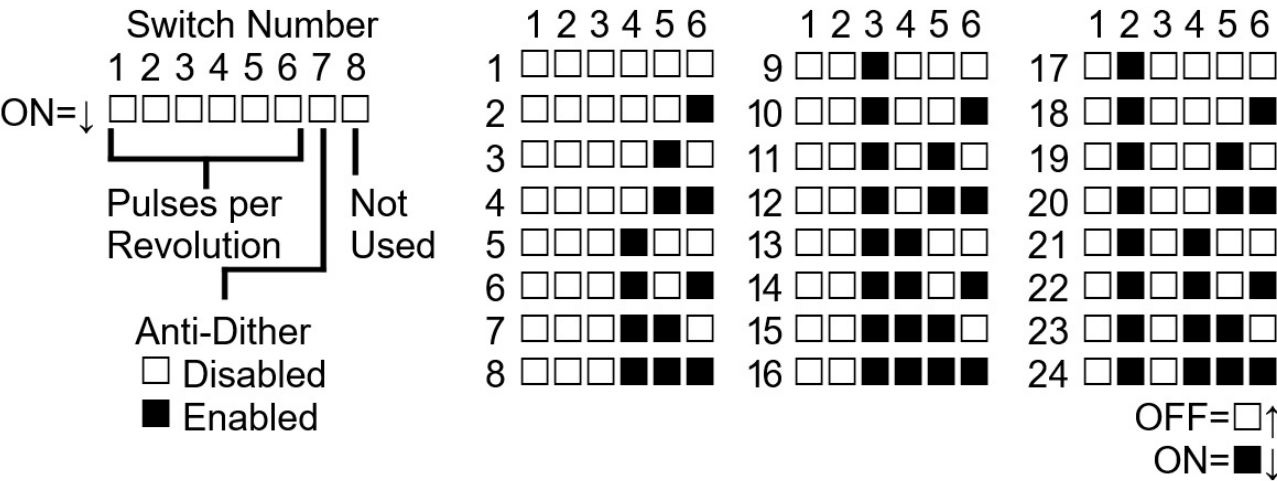 Switch Number
1 2 3 4 5 6 7 8
ON=↓ □□□□□□□□
Pulses per
Revolution
Not
Used
Anti-Dither
□ Disabled
■ Enabled
1 2 3 4 5 6
1 □□□□□□
2 □□□□□■
3 □□□□■□
4 □□□□■■
5 □□□■□□
6 □□□■□■
7 □□□■■□
8 □□□■■■
1 2 3 4 5 6
9 □□■□□□
10 □□■□□■
11 □□■□■□
12 □□■□■■
13 □□■■□□
14 □□■■□■
15 □□■■■□
16 □□■■■■
1 2 3 4 5 6
17 □■□□□□
18 □■□□□■
19 □■□□■□
20 □■□□■■
21 □■□■□□
22 □■□■□■
23 □■□■■□
24 □■□■■■
OFF=□↑
ON=■↓